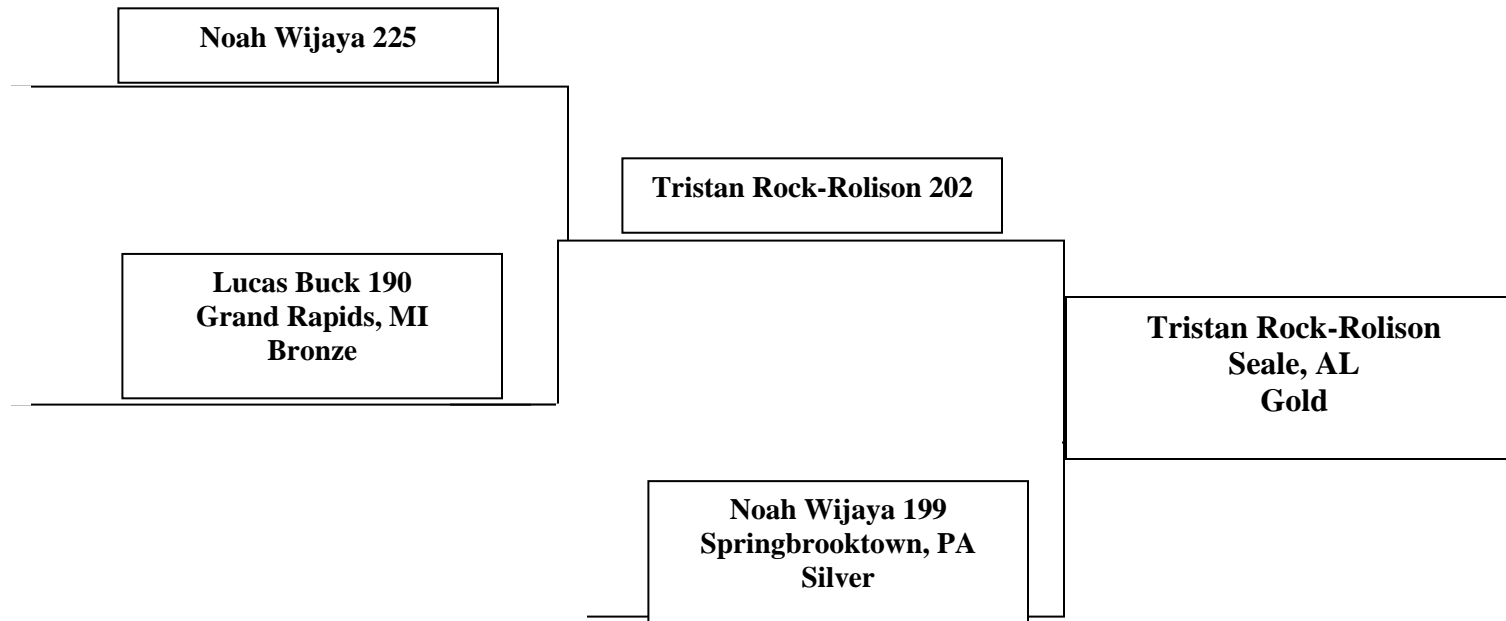 Noah Wijaya 225
Tristan Rock-Rolison 202
Lucas Buck 190
Grand Rapids, MI
Bronze
Tristan Rock-Rolison
Seale, AL
Gold
Noah Wijaya 199
Springbrooktown, PA
Silver